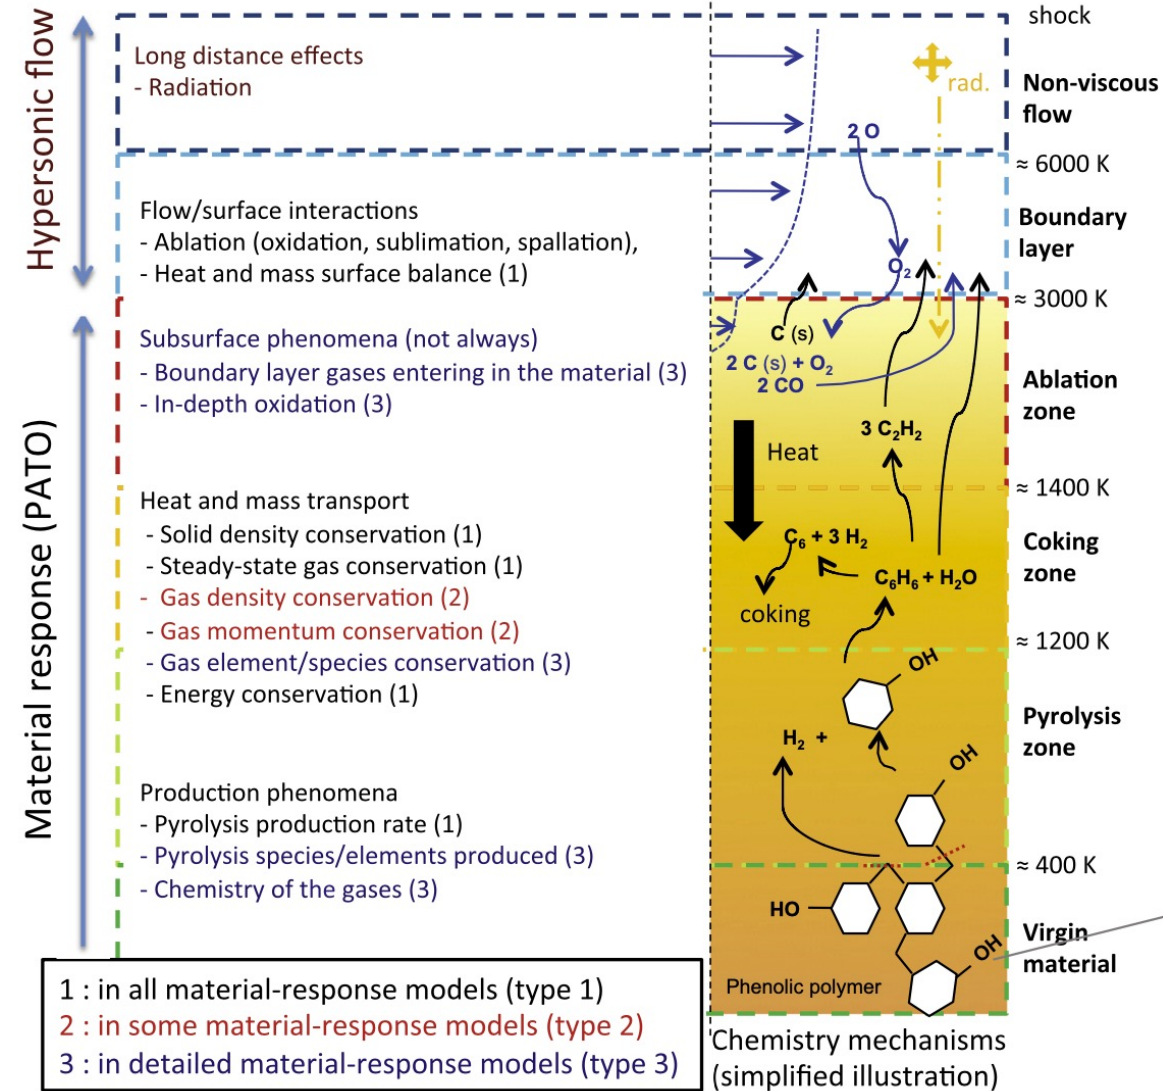 Hypersonic flow
Material response (PATO)
Long distance effects
- Radiation
Flow/surface interactions
- Ablation (oxidation, sublimation, spallation),
- Heat and mass surface balance (1)
Subsurface phenomena (not always)
- Boundary layer gases entering in the material (3)
- In-depth oxidation (3)
Heat and mass transport
- Solid density conservation (1)
- Steady-state gas conservation (1)
- Gas density conservation (2)
- Gas momentum conservation (2)
- Gas element/species conservation (3)
- Energy conservation (1)
Production phenomena
- Pyrolysis production rate (1)
- Pyrolysis species/elements produced (3)
- Chemistry of the gases (3)
1 : in all material-response models (type 1)
2 : in some material-response models (type 2)
3 : in detailed material-response models (type 3)
rad.
2 O
O₂
C (s)
2 C (s) + O₂
2 CO
3 C₂H₂
Heat
C₆ + 3 H₂
C₆H₆ + H₂O
coking
OH
H₂ +
OH
HO
OH
Phenolic polymer
Chemistry mechanisms
(simplified illustration)
shock
Non-viscous
flow
≈ 6000 K
Boundary
layer
≈ 3000 K
Ablation
zone
≈ 1400 K
Coking
zone
≈ 1200 K
Pyrolysis
zone
≈ 400 K
Virgin
material